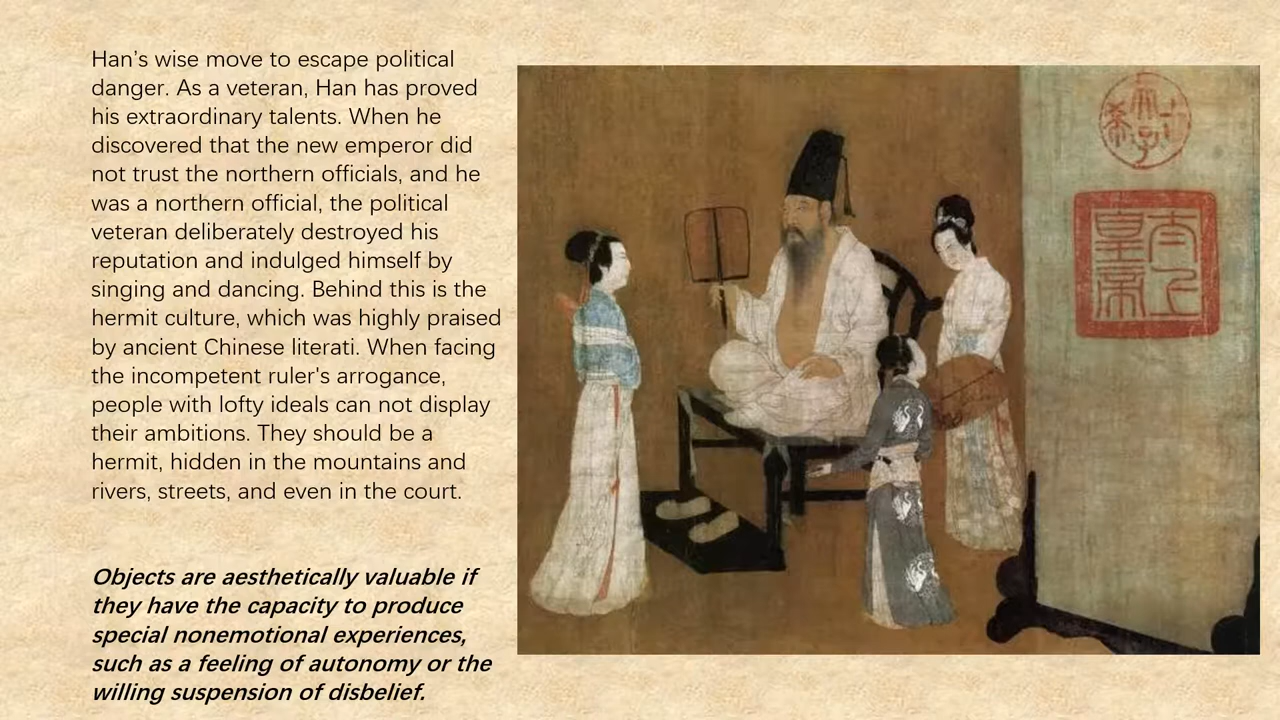 Han's wise move to escape political
danger. As a veteran, Han has proved
his extraordinary talents. When he
discovered that the new emperor did
not trust the northern officials, and he
was a northern official, the political
veteran deliberately destroyed his
reputation and indulged himself by
singing and dancing. Behind this is the
hermit culture, which was highly praised
by ancient Chinese literati. When facing
the incompetent ruler's arrogance,
people with lofty ideals can not display
their ambitions. They should be a
hermit, hidden in the mountains and
rivers, streets, and even in the court.
Objects are aesthetically valuable if
they have the capacity to produce
special nonemotional experiences,
such as a feeling of autonomy or the
willing suspension of disbelief.
太上
皇帝